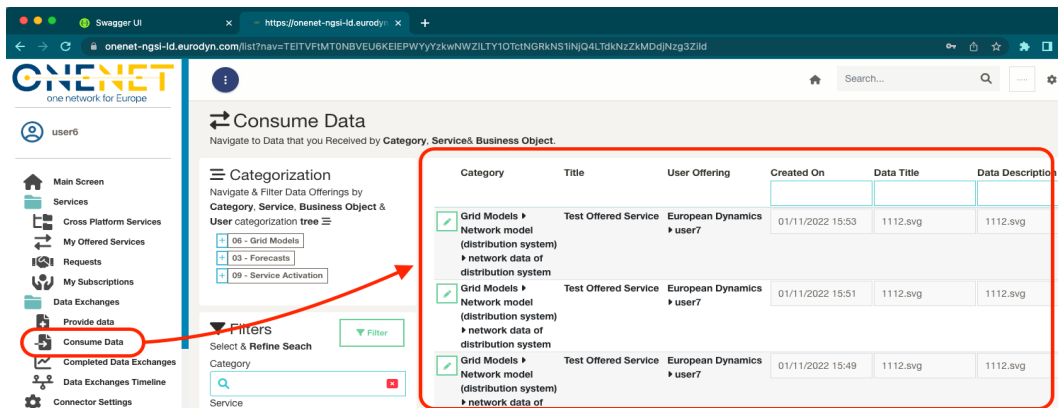 Swagger UI
https://onenet-ngsi-ld.eurodyn
onenet-ngsi-ld.eurodyn.com/list?nav=TElTVFtMT0NBVEU6KElEPWYyYzkwNWZlLTY1OTctNGRkNS1iNjQ4LTdkNzZkMDdjNzg3Zild
ONENET
one network for Europe
user6
Main Screen
Services
Cross Platform Services
My Offered Services
Requests
My Subscriptions
Data Exchanges
Provide data
Consume Data
Completed Data Exchanges
Data Exchanges Timeline
Connector Settings
Search...
Consume Data
Navigate to Data that you Received by Category, Service& Business Object.
Categorization
Navigate & Filter Data Offerings by
Category, Service, Business Object &
User categorization tree
06 - Grid Models
03 - Forecasts
09 - Service Activation
Filters
Filter
Select & Refine Seach
Category
Service
Category Title User Offering Created On Data Title Data Description
Grid Models Test Offered Service European Dynamics 01/11/2022 15:53 1112.svg 1112.svg
Network model user7
(distribution system)
network data of
distribution system
Grid Models Test Offered Service European Dynamics 01/11/2022 15:51 1112.svg 1112.svg
Network model user7
(distribution system)
network data of
distribution system
Grid Models Test Offered Service European Dynamics 01/11/2022 15:49 1112.svg 1112.svg
Network model user7
(distribution system)
network data of